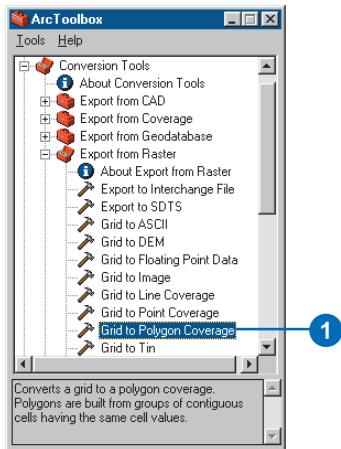 ArcToolbox
Tools Help
Conversion Tools
About Conversion Tools
Export from CAD
Export from Coverage
Export from Geodatabase
Export from Raster
About Export from Raster
Export to Interchange File
Export to SDTS
Grid to ASCII
Grid to DEM
Grid to Floating Point Data
Grid to Image
Grid to Line Coverage
Grid to Point Coverage
Grid to Polygon Coverage
1
Grid to Tin
Converts a grid to a polygon coverage.
Polygons are built from groups of contiguous
cells having the same cell values.